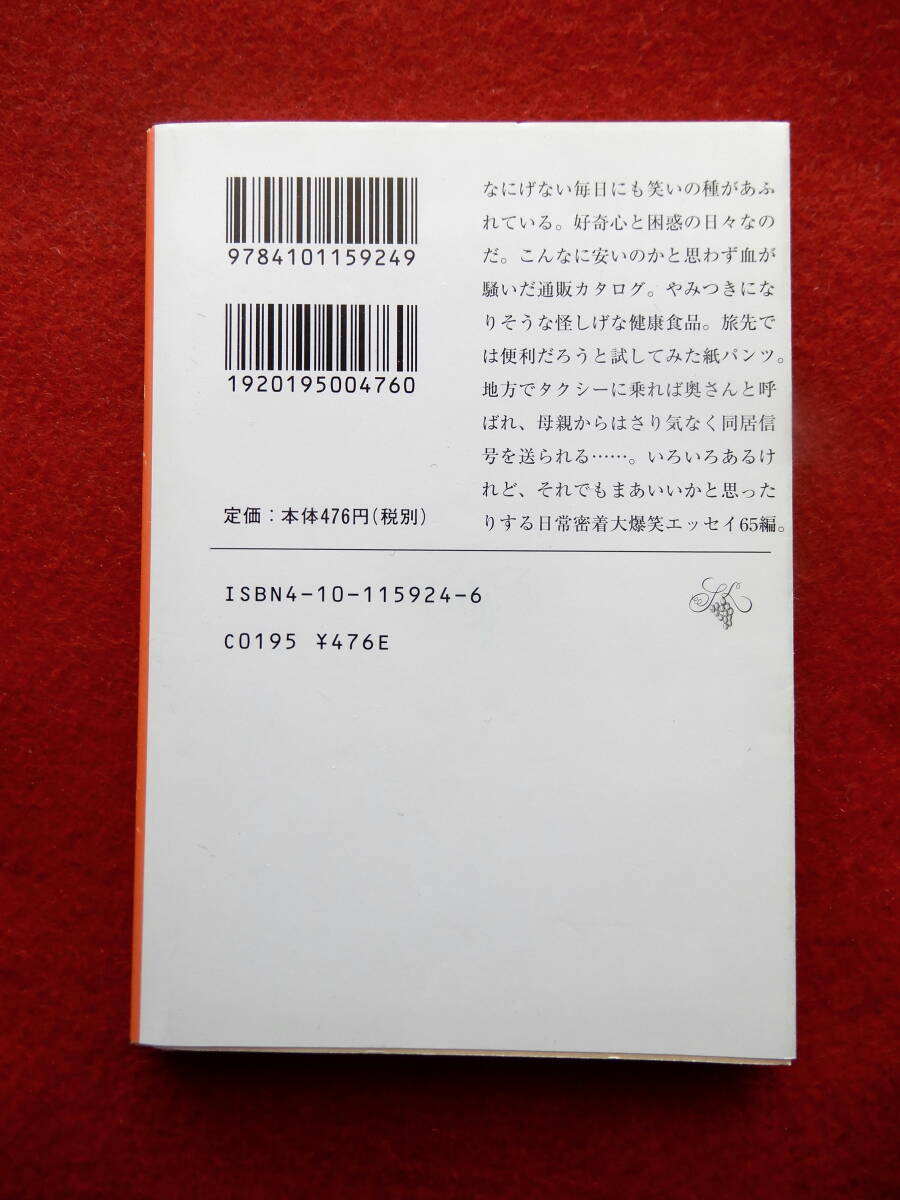 9784101159249
1920195004760
定価：本体476円(税別)
なにげない毎日にも笑いの種があふ
れている。好奇心と困惑の日々なの
だ。こんなに安いのかと思わず血が
騒いだ通販カタログ。やみつきにな
りそうな怪しげな健康食品。旅先で
は便利だろうと試してみた紙パンツ。
地方でタクシーに乗れば奥さんと呼
ばれ、母親からはさり気なく同居信
号を送られる……。いろいろあるけ
れど、それでもまあいいかと思った
りする日常密着大爆笑エッセイ65編。
ISBN4-10-115924-6
C0195 ¥476E